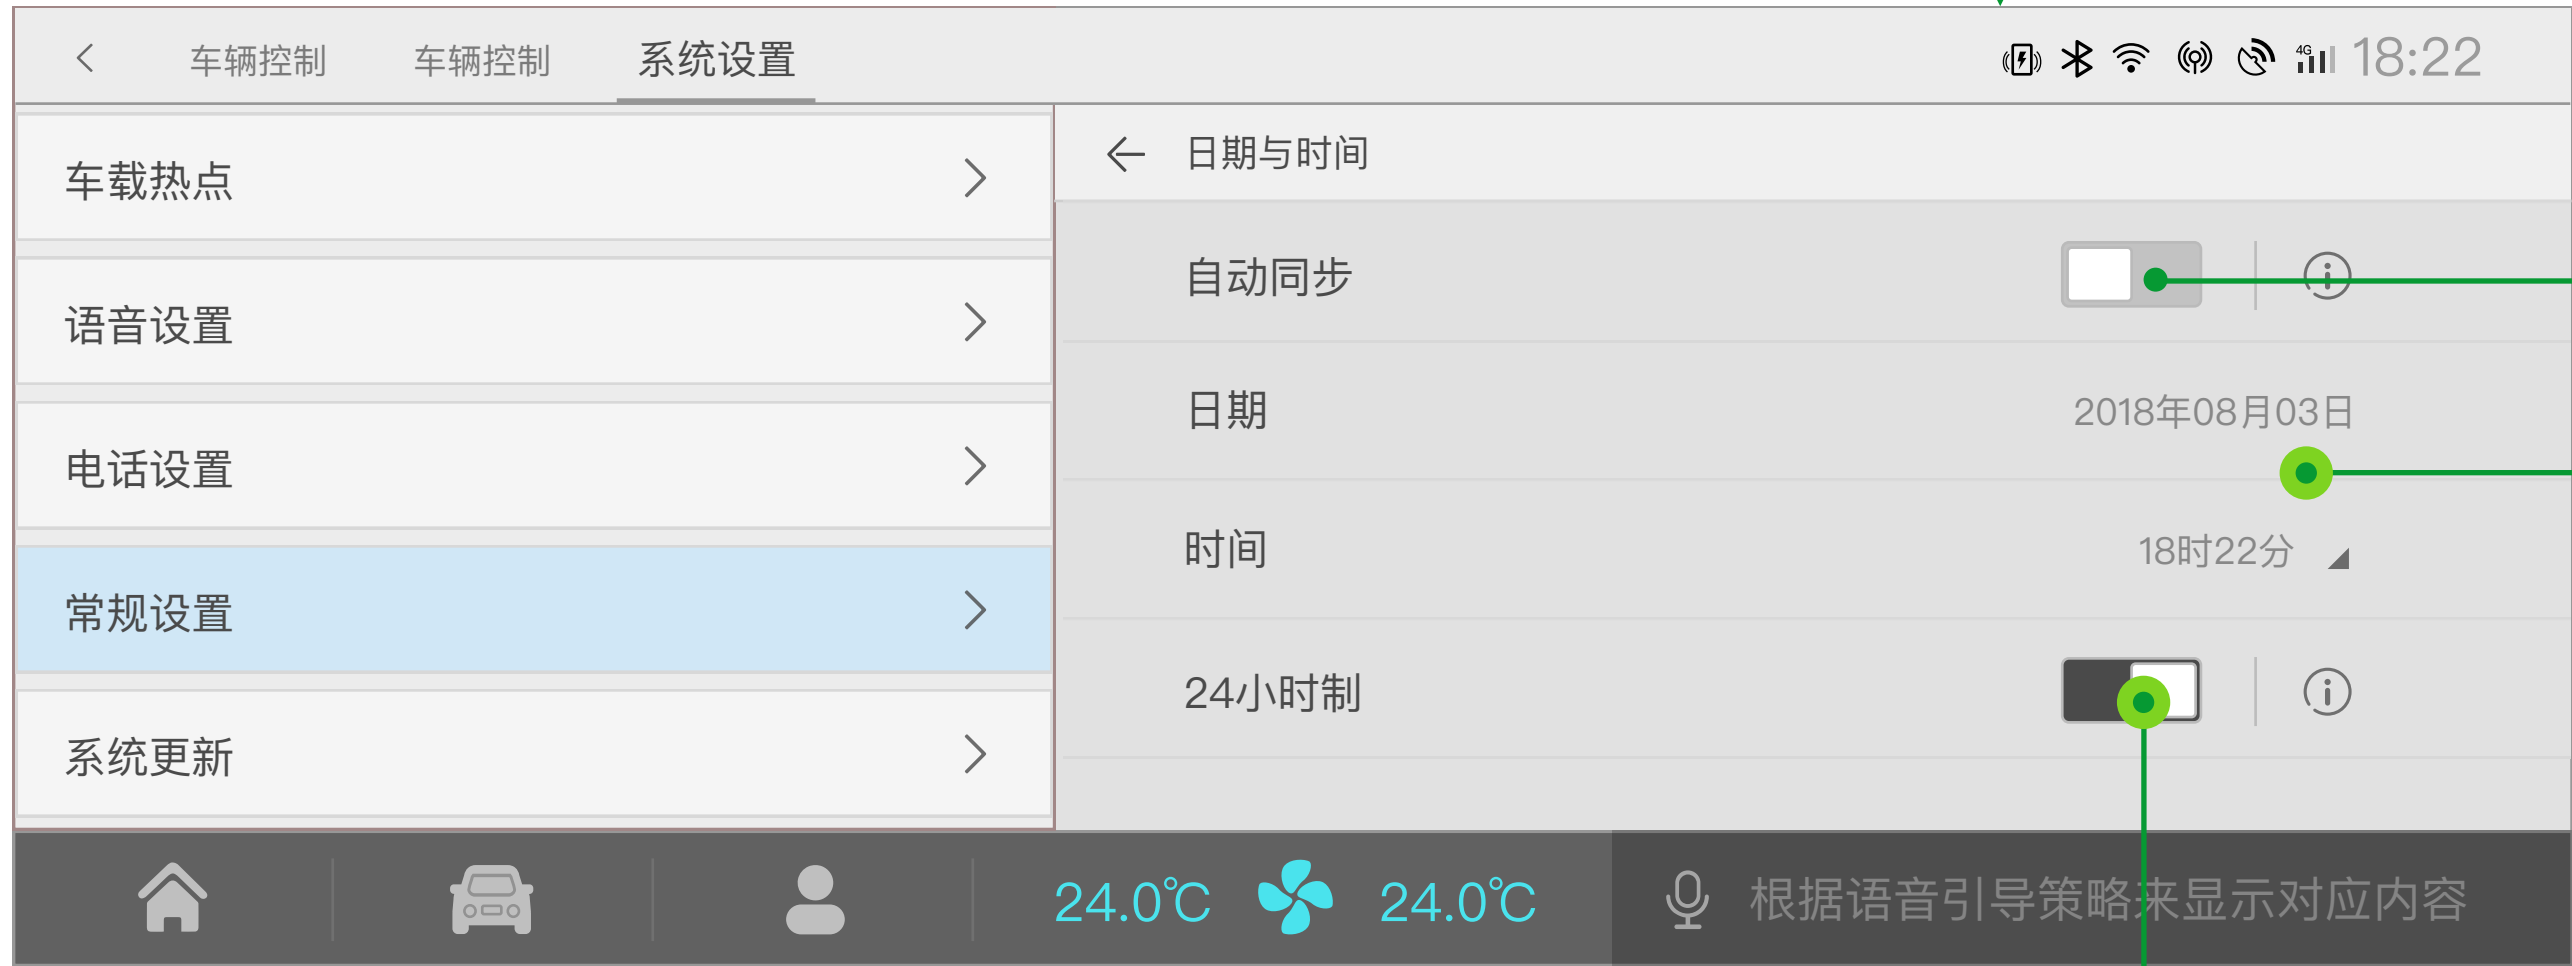 车辆控制 车辆控制 系统设置 4G 18:22
车载热点
语音设置
电话设置
常规设置
系统更新
日期与时间
自动同步
日期 2018年08月03日
时间 18时22分
24小时制
24.0℃ 24.0℃ 根据语音引导策略来显示对应内容